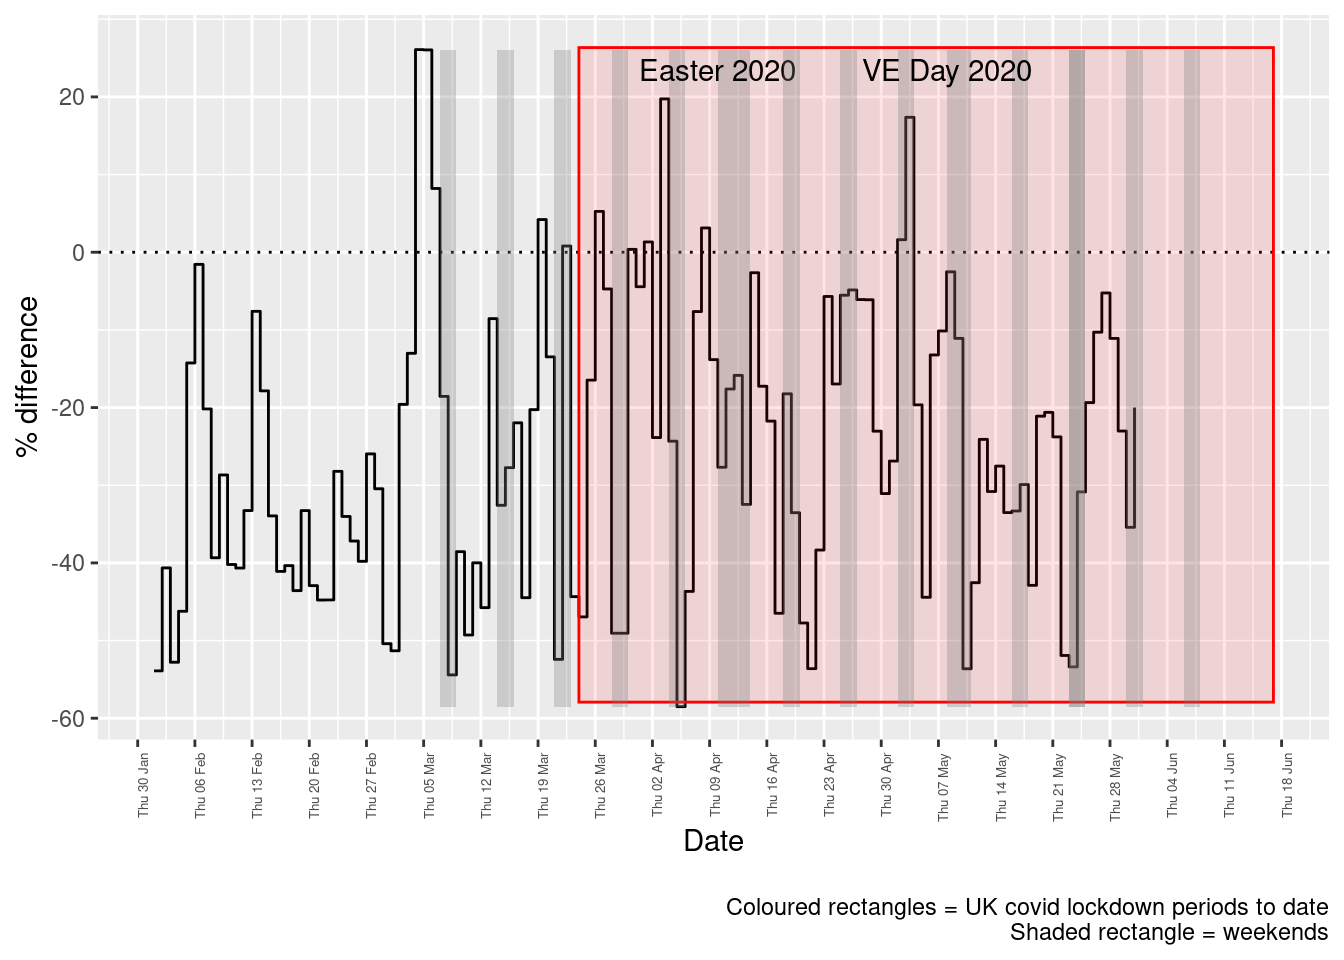 Easter 2020
VE Day 2020
20
0
-20
-40
-60
% difference
Thu 30 Jan
Thu 06 Feb
Thu 13 Feb
Thu 20 Feb
Thu 27 Feb
Thu 05 Mar
Thu 12 Mar
Thu 19 Mar
Thu 26 Mar
Thu 02 Apr
Thu 09 Apr
Thu 16 Apr
Thu 23 Apr
Thu 30 Apr
Thu 07 May
Thu 14 May
Thu 21 May
Thu 28 May
Thu 04 Jun
Thu 11 Jun
Thu 18 Jun
Date
Coloured rectangles = UK covid lockdown periods to date
Shaded rectangle = weekends